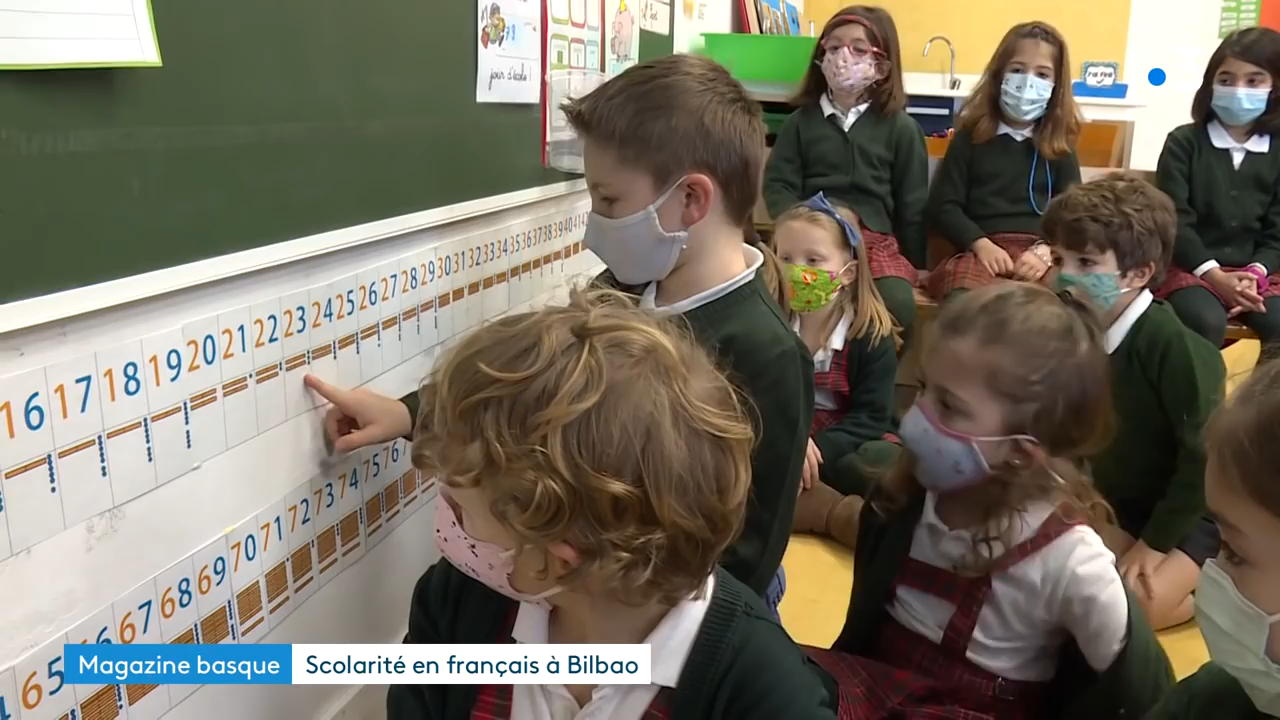 jour d'école !
j'ai fini
16 17 18 19 20 21 22 23 24 25 26 27 28 29 30 31 32 33 34 35 36 37 38 39 40 41
65 66 67 68 69 70 71 72 73 74 75 76
Magazine basque Scolarité en français à Bilbao